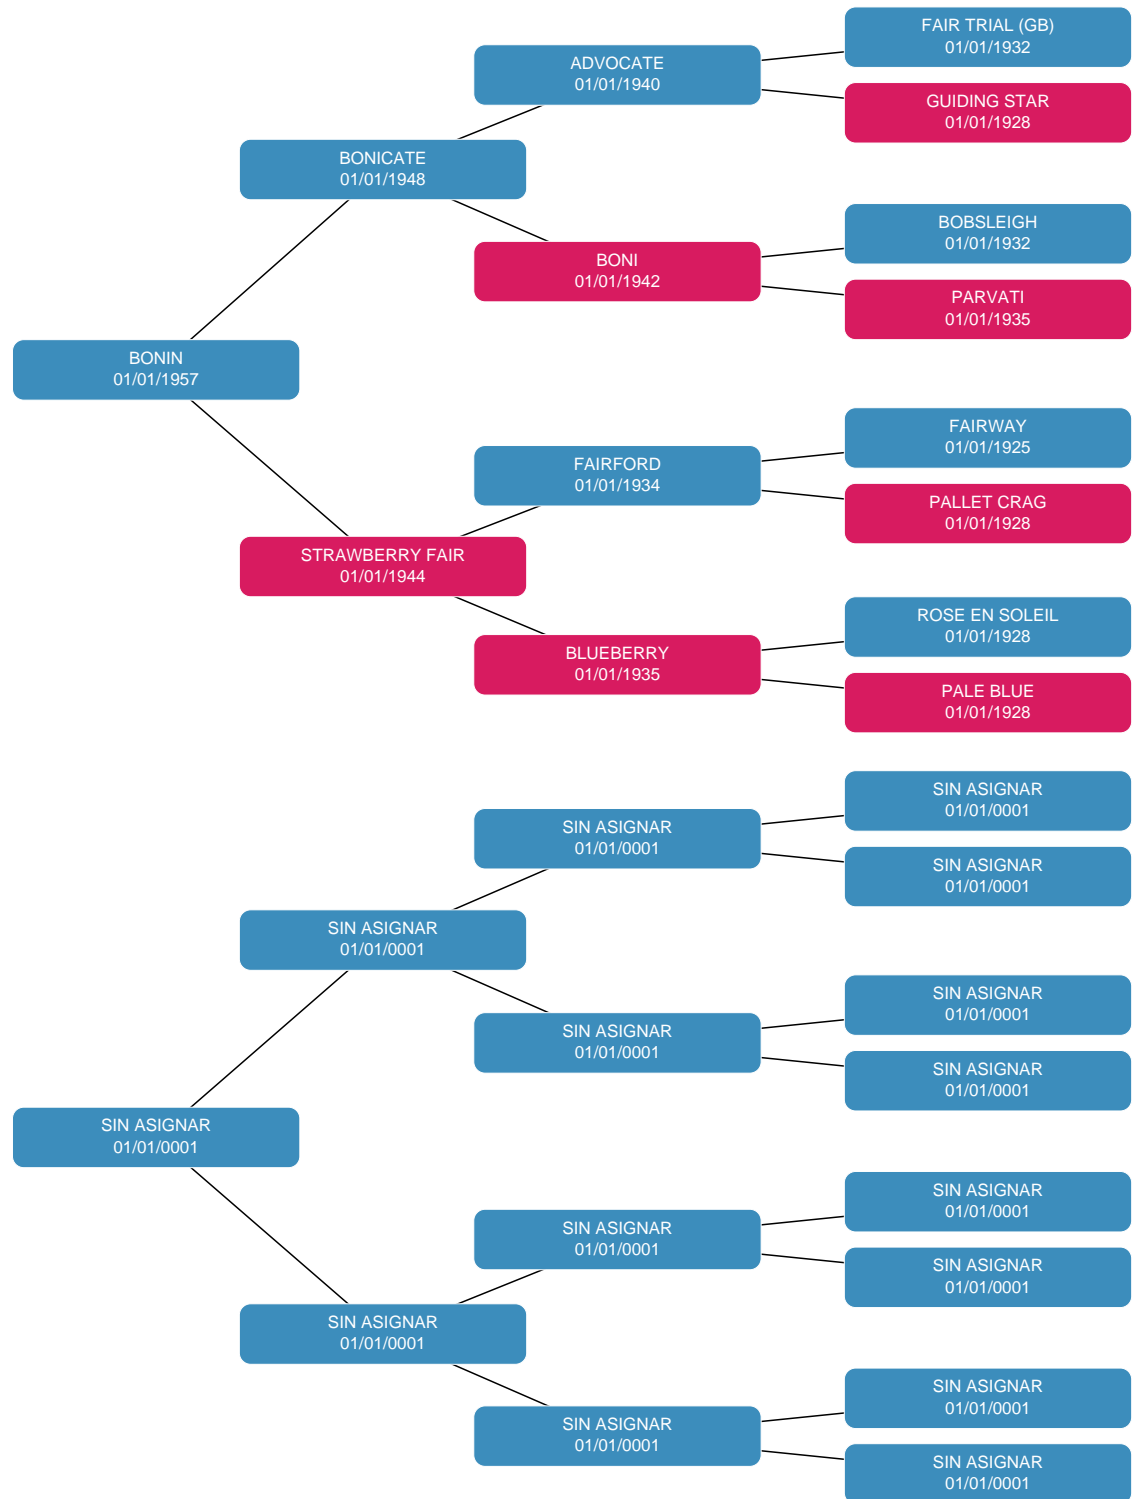 FAIR TRIAL (GB)
01/01/1932
ADVOCATE
01/01/1940
GUIDING STAR
01/01/1928
BONICATE
01/01/1948
BOBSLEIGH
01/01/1932
BONI
01/01/1942
PARVATI
01/01/1935
BONIN
01/01/1957
FAIRWAY
01/01/1925
FAIRFORD
01/01/1934
PALLET CRAG
01/01/1928
STRAWBERRY FAIR
01/01/1944
ROSE EN SOLEIL
01/01/1928
BLUEBERRY
01/01/1935
PALE BLUE
01/01/1928
SIN ASIGNAR
01/01/0001
SIN ASIGNAR
01/01/0001
SIN ASIGNAR
01/01/0001
SIN ASIGNAR
01/01/0001
SIN ASIGNAR
01/01/0001
SIN ASIGNAR
01/01/0001
SIN ASIGNAR
01/01/0001
SIN ASIGNAR
01/01/0001
SIN ASIGNAR
01/01/0001
SIN ASIGNAR
01/01/0001
SIN ASIGNAR
01/01/0001
SIN ASIGNAR
01/01/0001
SIN ASIGNAR
01/01/0001
SIN ASIGNAR
01/01/0001
SIN ASIGNAR
01/01/0001